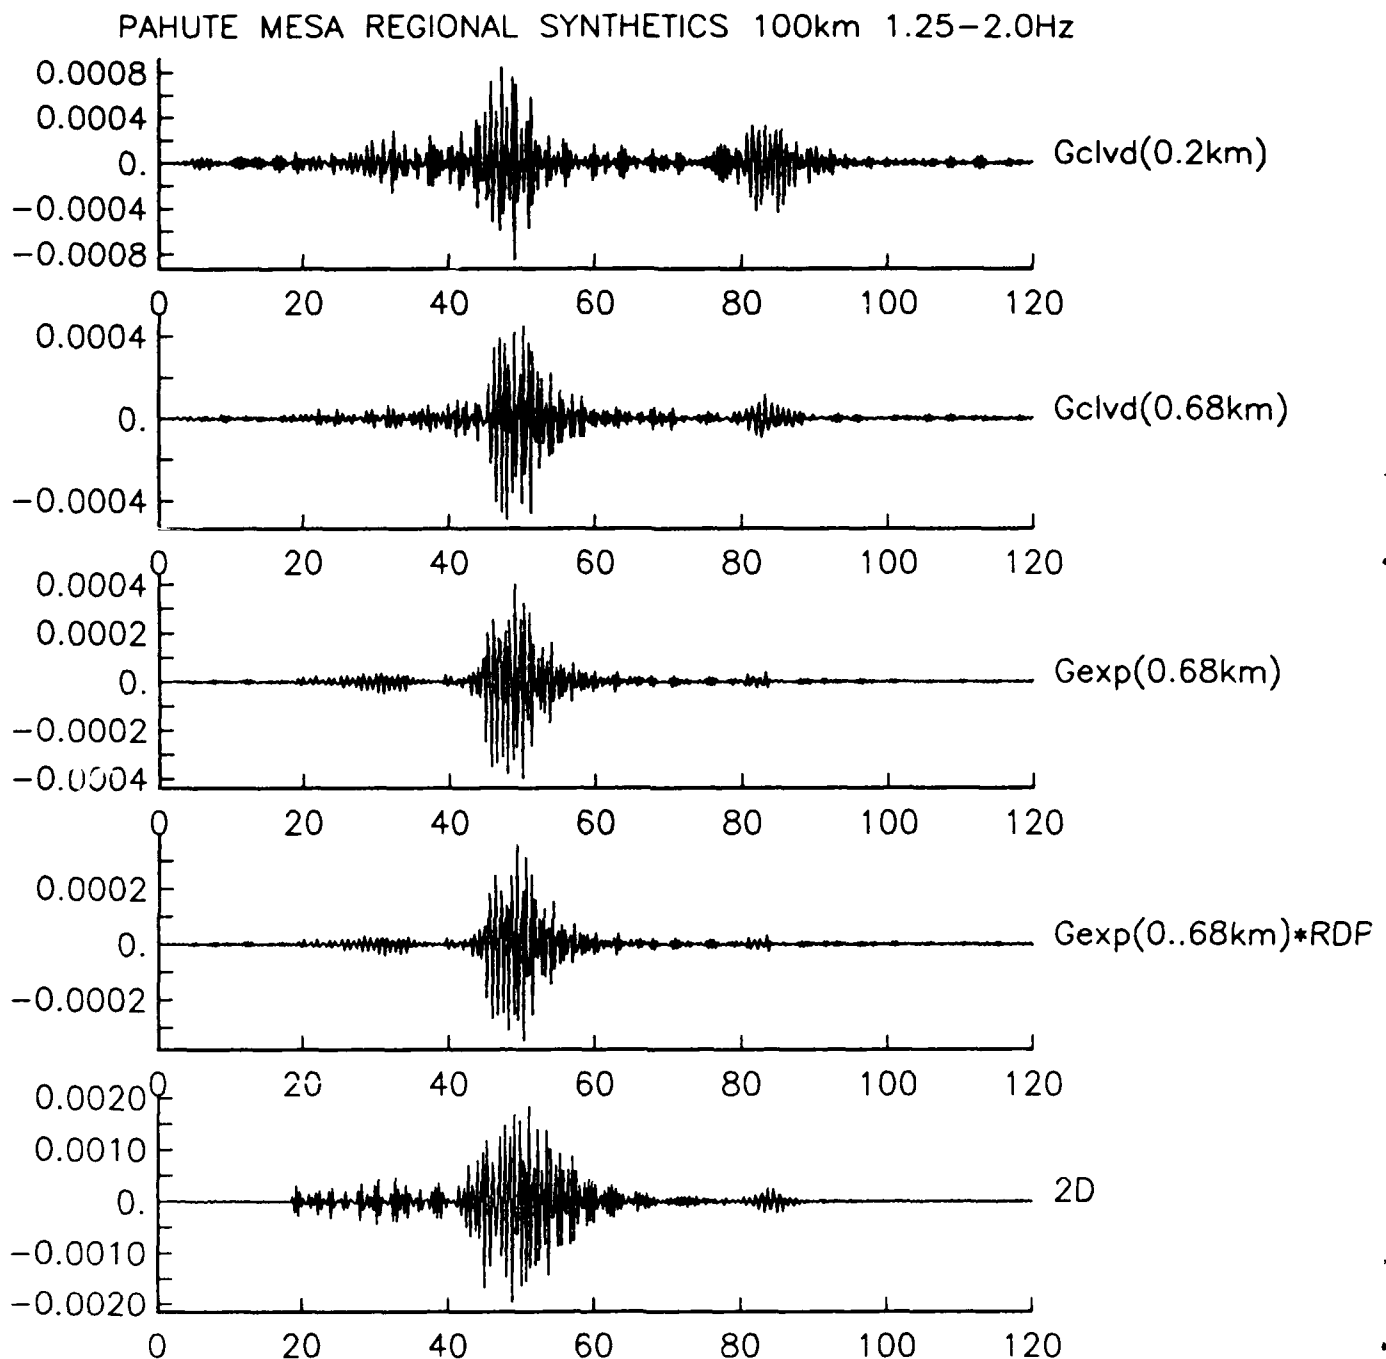 PAHUTE MESA REGIONAL SYNTHETICS 100km 1.25-2.0Hz
0.0008
0.0004
0.
-0.0004
-0.0008
Gclvd(0.2km)
0 20 40 60 80 100 120
0.0004
0.
-0.0004
Gclvd(0.68km)
0 20 40 60 80 100 120
0.0004
0.0002
0.
-0.0002
-0.0004
Gexp(0.68km)
0 20 40 60 80 100 120
0.0002
0.
-0.0002
Gexp(0..68km)*RDP
0 20 40 60 80 100 120
0.0020
0.0010
0.
-0.0010
-0.0020
2D
0 20 40 60 80 100 120